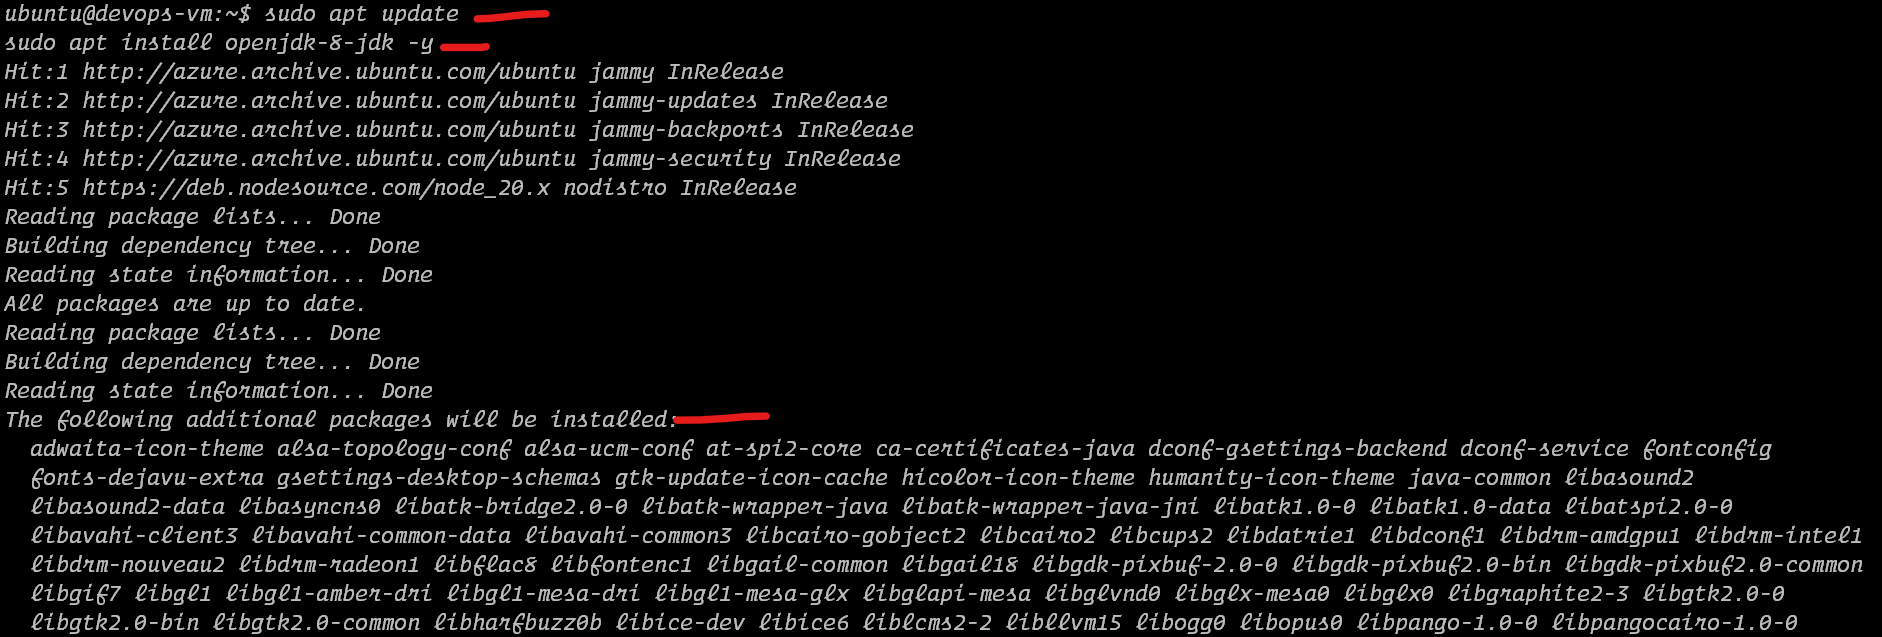 ubuntu@devops-vm:~$ sudo apt update
sudo apt install openjdk-8-jdk -y
Hit:1 http://azure.archive.ubuntu.com/ubuntu jammy InRelease
Hit:2 http://azure.archive.ubuntu.com/ubuntu jammy-updates InRelease
Hit:3 http://azure.archive.ubuntu.com/ubuntu jammy-backports InRelease
Hit:4 http://azure.archive.ubuntu.com/ubuntu jammy-security InRelease
Hit:5 https://deb.nodesource.com/node_20.x nodistro InRelease
Reading package lists... Done
Building dependency tree... Done
Reading state information... Done
All packages are up to date.
Reading package lists... Done
Building dependency tree... Done
Reading state information... Done
The following additional packages will be installed:
adwaita-icon-theme alsa-topology-conf alsa-ucm-conf at-spi2-core ca-certificates-java dconf-gsettings-backend dconf-service fontconfig
fonts-dejavu-extra gsettings-desktop-schemas gtk-update-icon-cache hicolor-icon-theme humanity-icon-theme java-common libasound2
libasound2-data libasyncns0 libatk-bridge2.0-0 libatk-wrapper-java libatk-wrapper-java-jni libatk1.0-0 libatk1.0-data libatspi2.0-0
libavahi-client3 libavahi-common-data libavahi-common3 libcairo-gobject2 libcairo2 libcups2 libdatrie1 libdconf1 libdrm-amdgpu1 libdrm-intel1
libdrm-nouveau2 libdrm-radeon1 libflac8 libfontenc1 libgail-common libgail18 libgdk-pixbuf-2.0-0 libgdk-pixbuf2.0-bin libgdk-pixbuf2.0-common
libgif7 libgl1 libgl1-amber-dri libgl1-mesa-dri libgl1-mesa-glx libglapi-mesa libglvnd0 libglx-mesa0 libglx0 libgraphite2-3 libgtk2.0-0
libgtk2.0-bin libgtk2.0-common libharfbuzz0b libice-dev libice6 liblcms2-2 libllvm15 libogg0 libopus0 libpango-1.0-0 libpangocairo-1.0-0